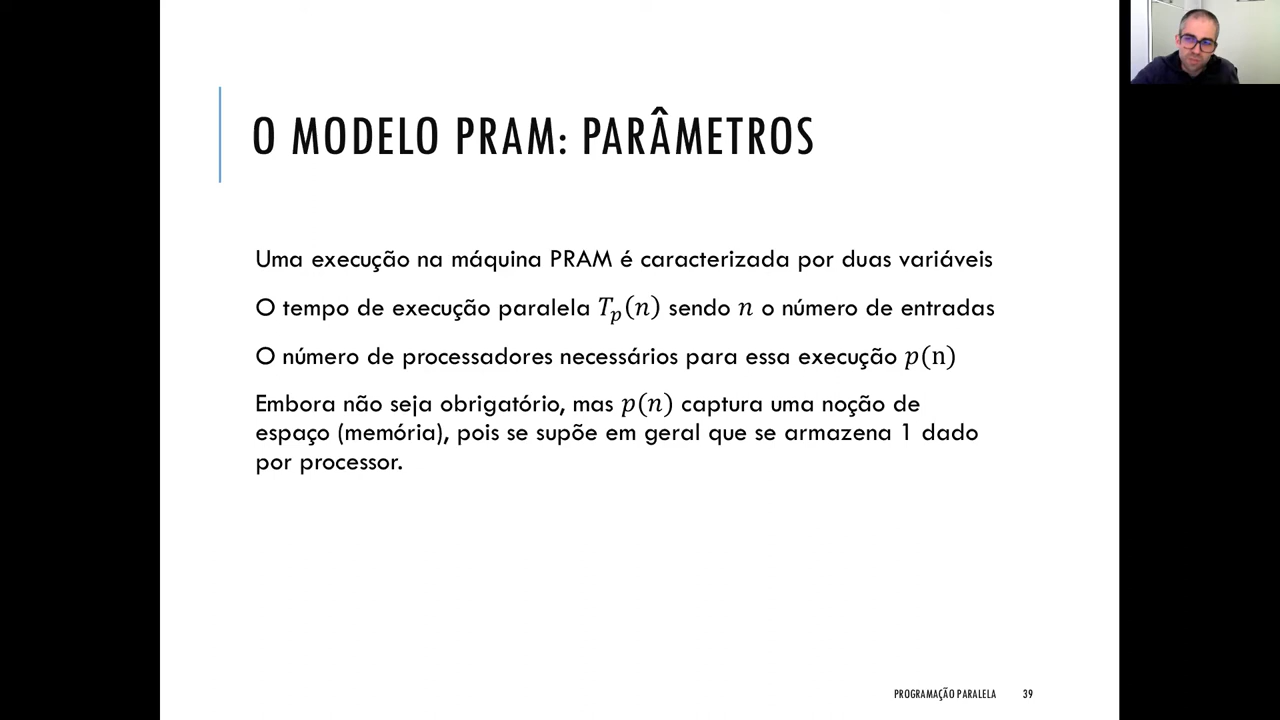 O MODELO PRAM: PARÂMETROS
Uma execução na máquina PRAM é caracterizada por duas variáveis
O tempo de execução paralela $T_p(n)$ sendo $n$ o número de entradas
O número de processadores necessários para essa execução $p(\mathrm{n})$
Embora não seja obrigatório, mas $p(n)$ captura uma noção de
espaço (memória), pois se supõe em geral que se armazena 1 dado
por processor.
PROGRAMAÇÃO PARALELA 39